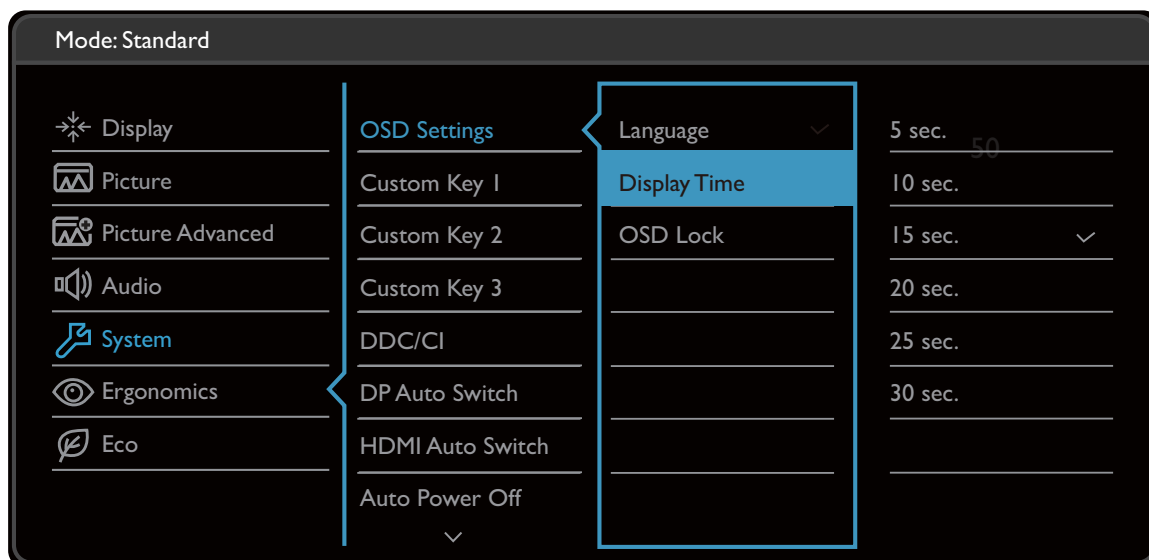 Mode: Standard
Display
Picture
Picture Advanced
Audio
System
Ergonomics
Eco
OSD Settings
Custom Key 1
Custom Key 2
Custom Key 3
DDC/CI
DP Auto Switch
HDMI Auto Switch
Auto Power Off
Language
Display Time
OSD Lock
5 sec.
50
10 sec.
15 sec.
20 sec.
25 sec.
30 sec.